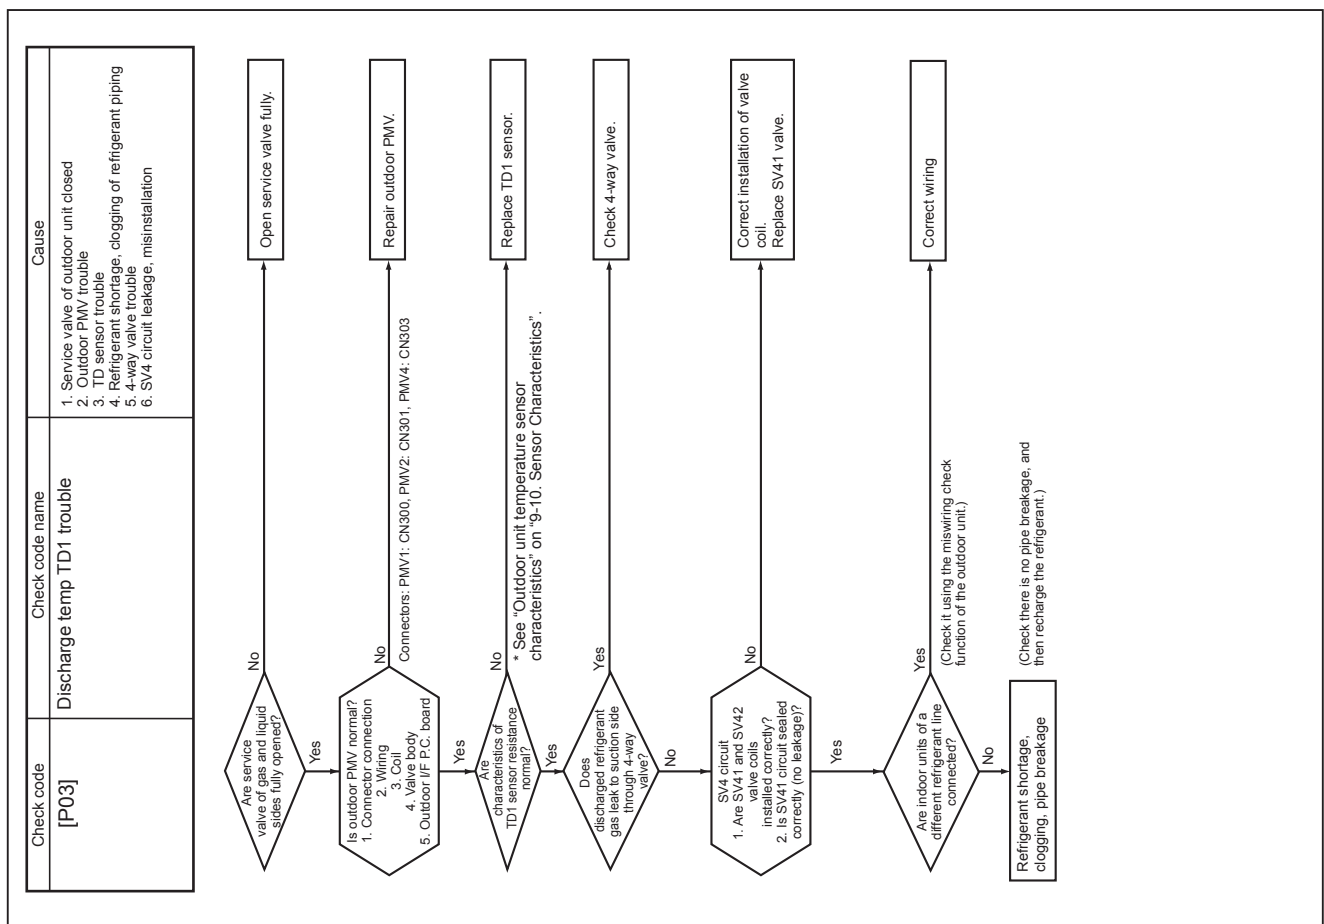 Check code
Check code name
Cause
[P03]
Discharge temp TD1 trouble
1. Service valve of outdoor unit closed
2. Outdoor PMV trouble
3. TD sensor trouble
4. Refrigerant shortage, clogging of refrigerant piping
5. 4-way valve trouble
6. SV4 circuit leakage, misinstallation
Are service
valve of gas and liquid
sides fully opened?
No
Open service valve fully.
Yes
Is outdoor PMV normal?
1. Connector connection
2. Wiring
3. Coil
4. Valve body
5. Outdoor I/F P.C. board
No
Repair outdoor PMV.
Connectors: PMV1: CN300, PMV2: CN301, PMV4: CN303
Yes
Are
characteristics of
TD1 sensor resistance
normal?
No
Replace TD1 sensor.
* See “Outdoor unit temperature sensor
characteristics” on “9-10. Sensor Characteristics”.
Yes
Does
discharged refrigerant
gas leak to suction side
through 4-way
valve?
Yes
Check 4-way valve.
No
SV4 circuit
1. Are SV41 and SV42
valve coils
installed correctly?
2. Is SV41 circuit sealed
correctly (no leakage)?
No
Correct installation of valve
coil.
Replace SV41 valve.
Yes
Are indoor units of a
different refrigerant line
connected?
Yes
Correct wiring
(Check it using the miswiring check
function of the outdoor unit.)
No
Refrigerant shortage,
clogging, pipe breakage
(Check there is no pipe breakage, and
then recharge the refrigerant.)